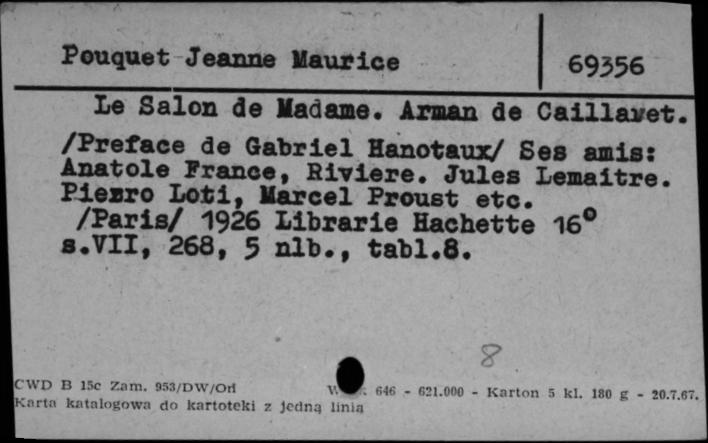 Pouquet Jeanne Maurice
69356
Le Salon de Madame. Arman de Caillavet.
/Preface de Gabriel Hanotaux/ Ses amis:
Anatole France, Riviere. Jules Lemaitre.
Pierro Loti, Marcel Proust etc.
/Paris/ 1926 Librarie Hachette 16°
s.VII, 268, 5 nlb., tabl.8.
8
CWD B 15c Zam. 953/DW/Orł 646 - 621.000 - Karton 5 kl. 180 g - 20.7.67.
Karta katalogowa do kartoteki z jedną linią